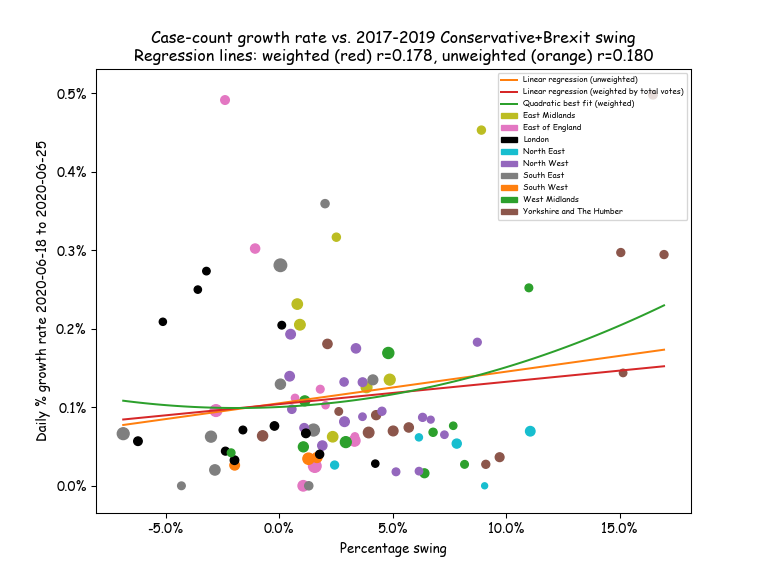 Case-count growth rate vs. 2017-2019 Conservative+Brexit swing
Regression lines: weighted (red) r=0.178, unweighted (orange) r=0.180
Daily % growth rate 2020-06-18 to 2020-06-25
0.5%
0.4%
0.3%
0.2%
0.1%
0.0%
Linear regression (unweighted)
Linear regression (weighted by total votes)
Quadratic best fit (weighted)
East Midlands
East of England
London
North East
North West
South East
South West
West Midlands
Yorkshire and The Humber
-5.0%
0.0%
5.0%
10.0%
15.0%
Percentage swing